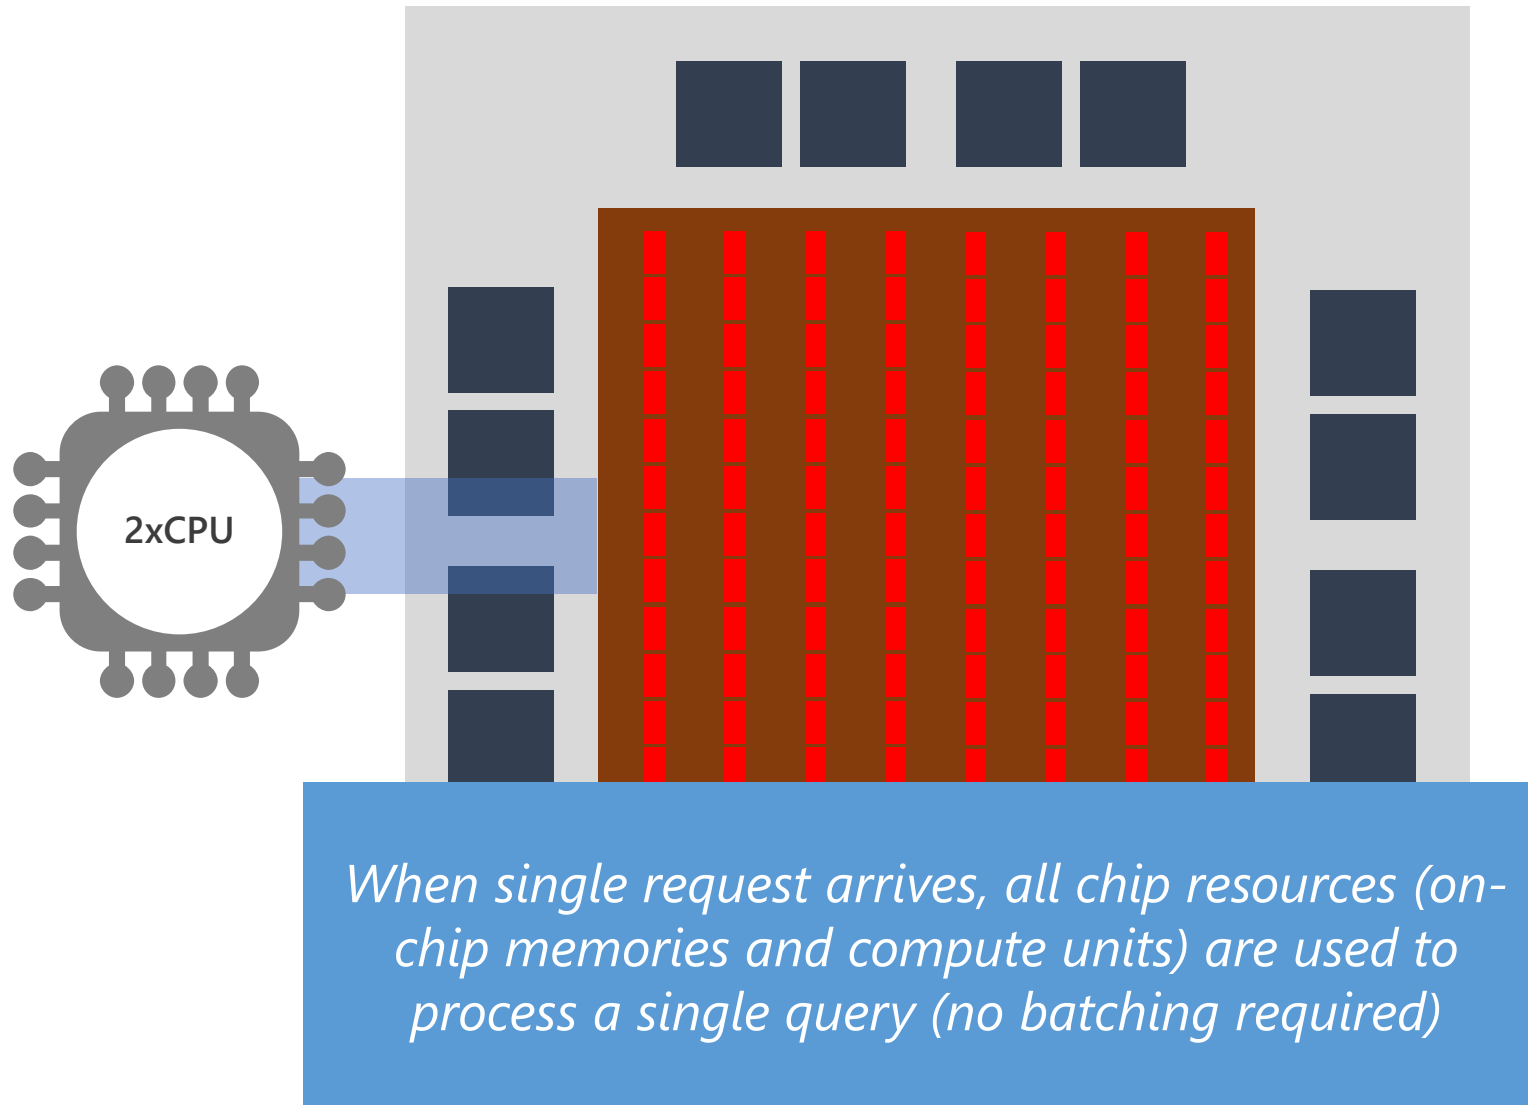 2xCPU
When single request arrives, all chip resources (on-
chip memories and compute units) are used to
process a single query (no batching required)